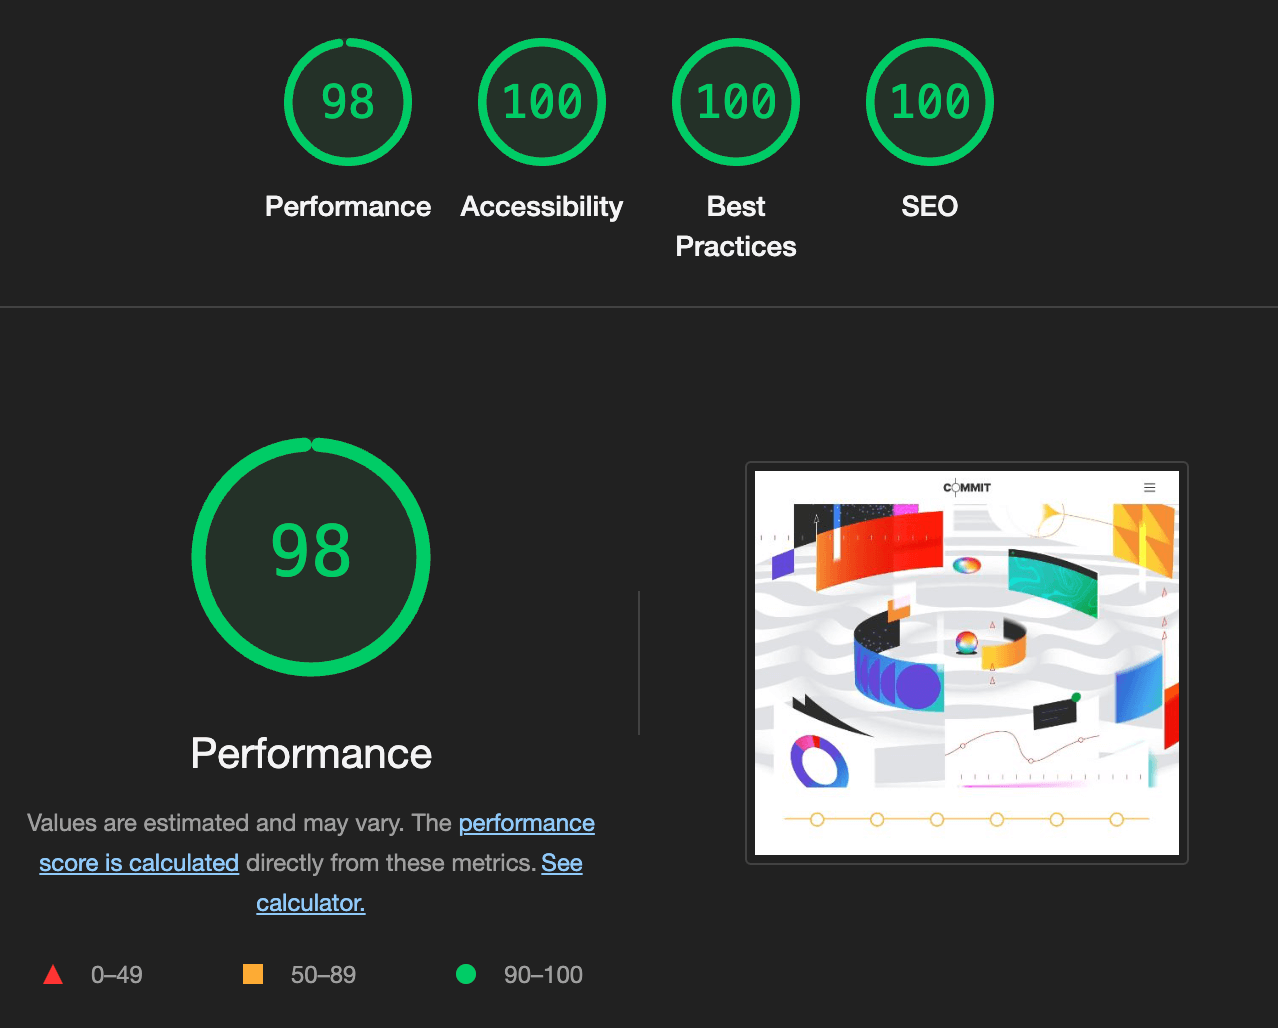 98
100
100
100
Performance
Accessibility
Best
Practices
SEO
98
Performance
Values are estimated and may vary. The performance
score is calculated directly from these metrics. See
calculator.
0–49
50–89
90–100
COMMIT